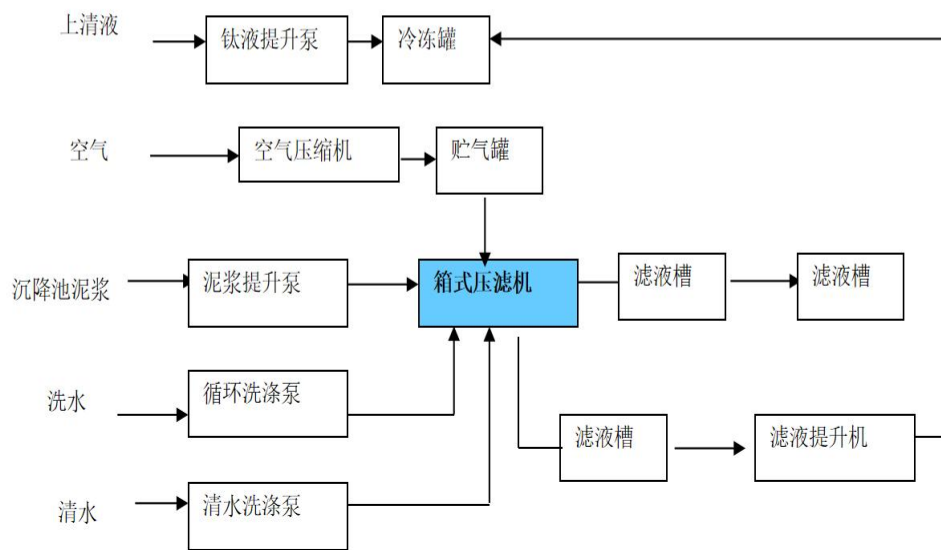 上清液
钛液提升泵
冷冻罐
空气
空气压缩机
贮气罐
沉降池泥浆
泥浆提升泵
箱式压滤机
滤液槽
滤液槽
洗水
循环洗涤泵
滤液槽
滤液提升机
清水
清水洗涤泵